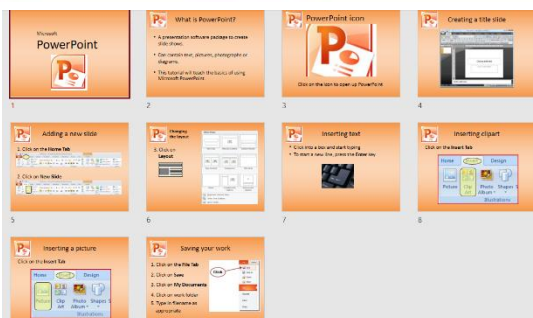 Microsoft
PowerPoint
1
What is PowerPoint?
• A presentation software package to create
slide shows.
• Can contain text, pictures, photographs or
diagrams.
• This tutorial will teach the basics of using
Microsoft PowerPoint.
2
PowerPoint icon
Click on the icon to open up PowerPoint
3
Creating a title slide
4
Adding a new slide
1. Click on the Home Tab
2. Click on New Slide
5
Changing
the layout
3. Click on
Layout
6
Inserting text
• Click into a box and start typing
• To start a new line, press the Enter key
7
Inserting clipart
Click on the Insert Tab
Home
Insert
Design
Picture
Clip
Art
Photo
Album
Shapes
S
Illustrations
8
Inserting a picture
Click on the Insert Tab
Home
Insert
Design
Picture
Clip
Art
Photo
Album
Shapes
S
Illustrations
Saving your work
1. Click on the File Tab
2. Click on Save
3. Click on My Documents
4. Click on work folder
5. Type in filename as
appropriate
Click